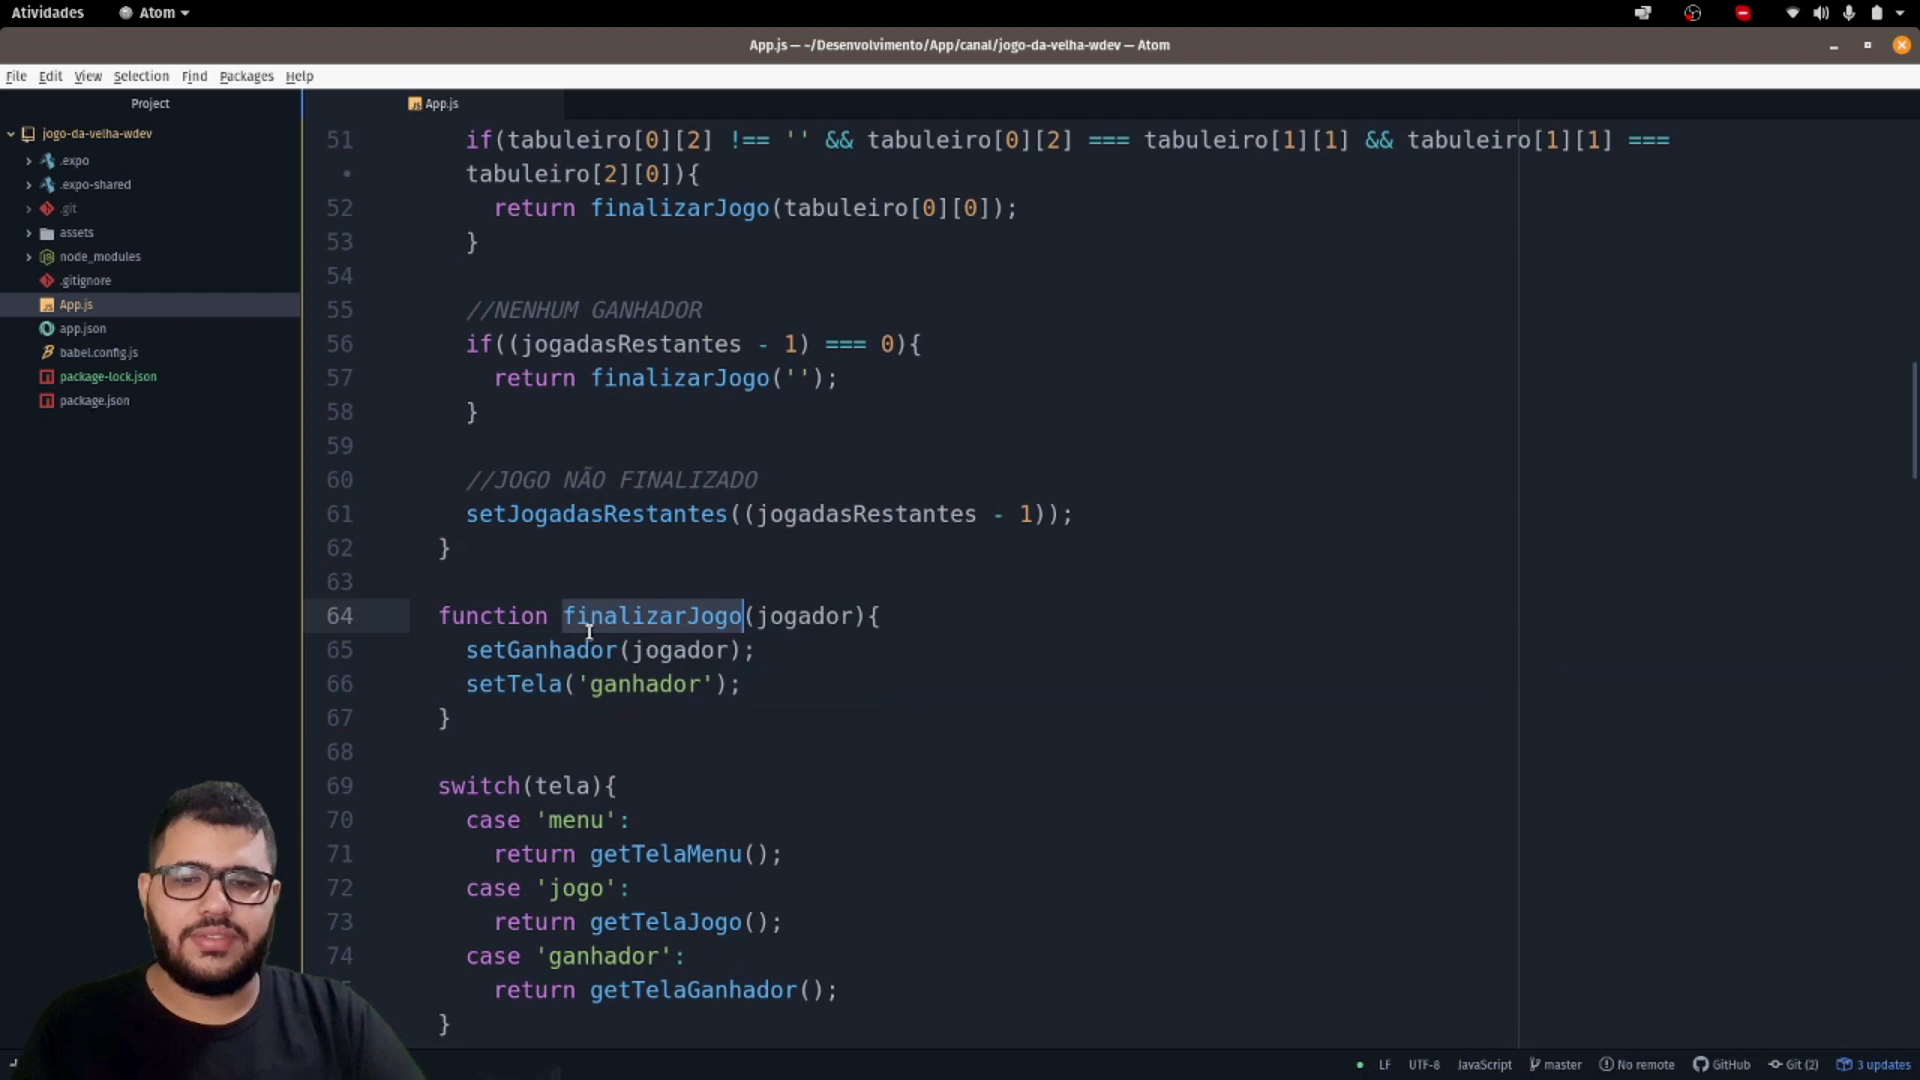 Atividades
Atom
App.js — ~/Desenvolvimento/App/canal/jogo-da-velha-wdev — Atom
File Edit View Selection Find Packages Help
Project
App.js
jogo-da-velha-wdev
.expo
.expo-shared
.git
assets
node_modules
.gitignore
App.js
app.json
babel.config.js
package-lock.json
package.json
51 if(tabuleiro[0][2] !== '' && tabuleiro[0][2] === tabuleiro[1][1] && tabuleiro[1][1] ===
• tabuleiro[2][0]){
52 return finalizarJogo(tabuleiro[0][0]);
53 }
54
55 //NENHUM GANHADOR
56 if((jogadasRestantes - 1) === 0){
57 return finalizarJogo('');
58 }
59
60 //JOGO NÃO FINALIZADO
61 setJogadasRestantes((jogadasRestantes - 1));
62 }
63
64 function finalizarJogo(jogador){
65 setGanhador(jogador);
66 setTela('ganhador');
67 }
68
69 switch(tela){
70 case 'menu':
71 return getTelaMenu();
72 case 'jogo':
73 return getTelaJogo();
74 case 'ganhador':
return getTelaGanhador();
}
LF UTF-8 JavaScript master No remote GitHub Git (2) 3 updates